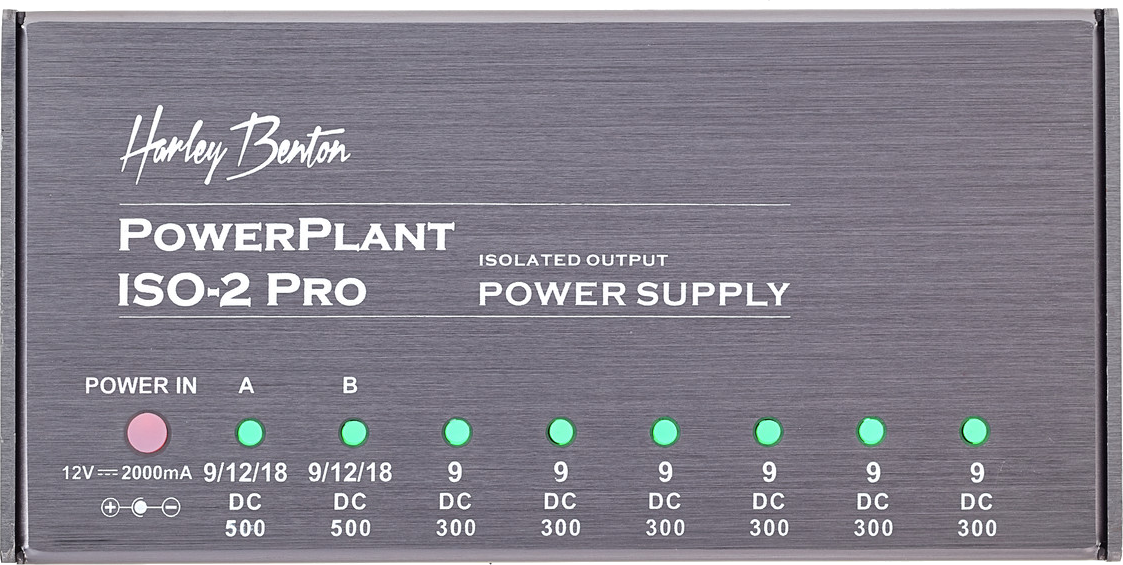 Harley Benton
POWERPLANT
ISO-2 PRO
ISOLATED OUTPUT
POWER SUPPLY
POWER IN A B
12V⎓2000mA 9/12/18 9/12/18 9 9 9 9 9 9
+ − DC DC DC DC DC DC DC DC
500 500 300 300 300 300 300 300